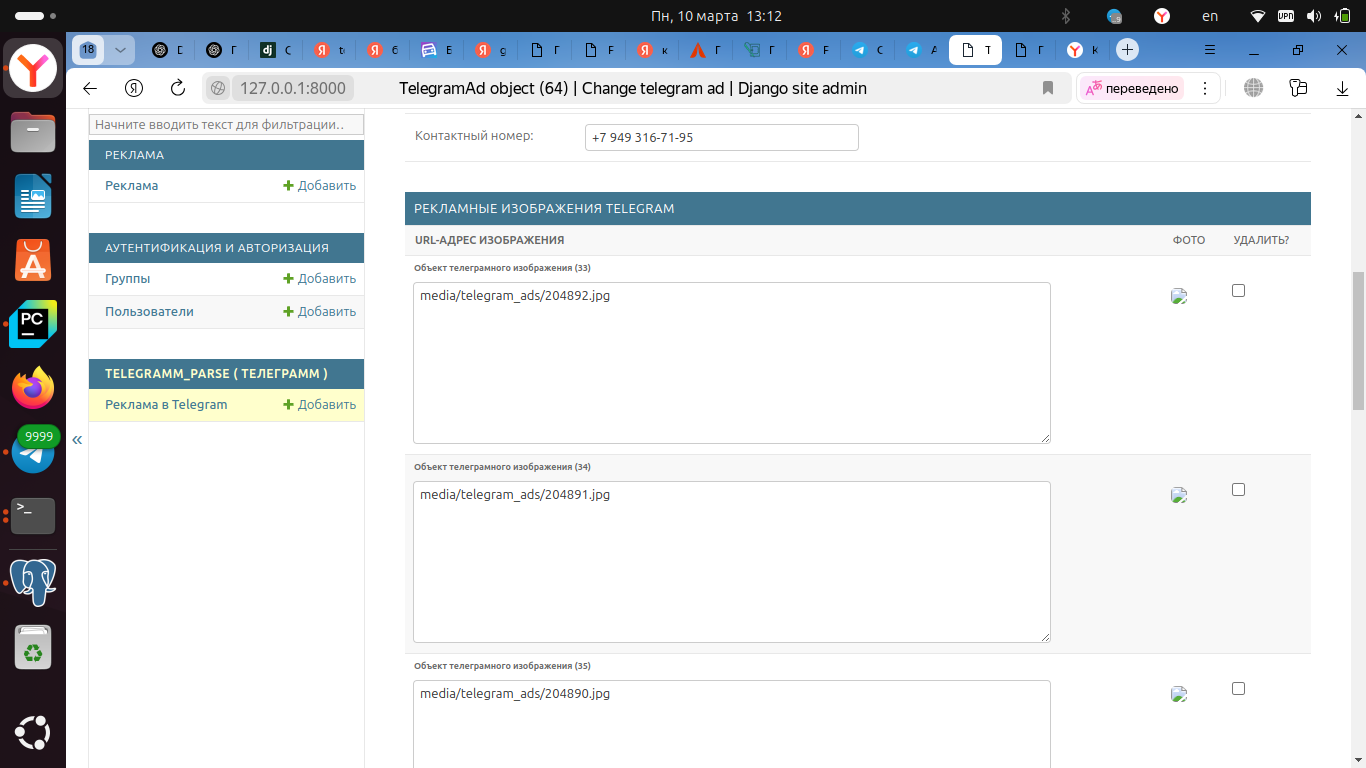 Пн, 10 марта 13:12
en
VPN
18
127.0.0.1:8000
TelegramAd object (64) | Change telegram ad | Django site admin
переведено
Начните вводить текст для фильтрации..
РЕКЛАМА
Реклама
Добавить
АУТЕНТИФИКАЦИЯ И АВТОРИЗАЦИЯ
Группы
Добавить
Пользователи
Добавить
TELEGRAMM_PARSE ( ТЕЛЕГРАММ )
Реклама в Telegram
Добавить
«
9999
PC
Контактный номер:
+7 949 316-71-95
РЕКЛАМНЫЕ ИЗОБРАЖЕНИЯ TELEGRAM
URL-АДРЕС ИЗОБРАЖЕНИЯ
ФОТО
УДАЛИТЬ?
Объект телеграмного изображения (33)
media/telegram_ads/204892.jpg
Объект телеграмного изображения (34)
media/telegram_ads/204891.jpg
Объект телеграмного изображения (35)
media/telegram_ads/204890.jpg